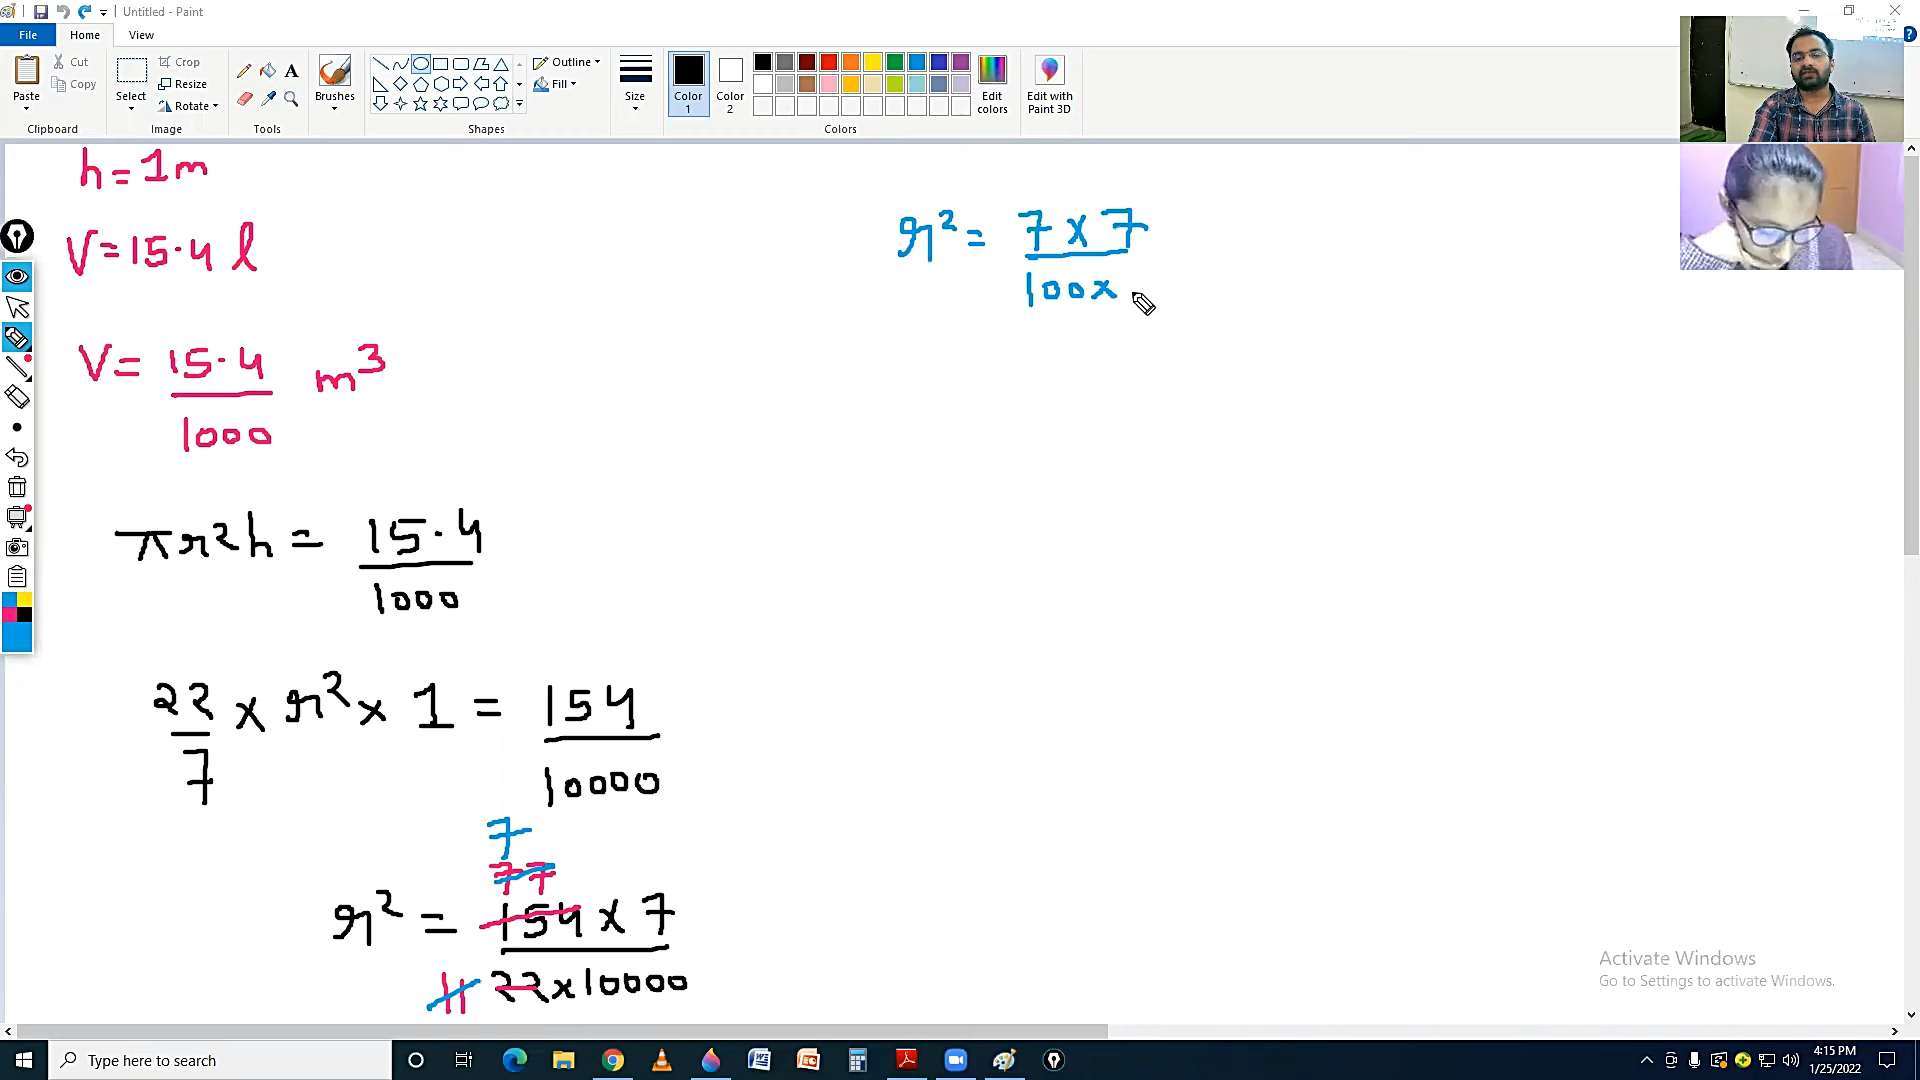 Untitled - Paint
File Home View
Paste
Cut
Copy
Clipboard
Select
Crop
Resize
Rotate
Image
A
Tools
Brushes
Shapes
Outline
Fill
Size
Color 1
Color 2
Edit colors
Colors
Edit with Paint 3D
h = 1m
V = 15.4 l
V = 15.4
1000
m³
πr²h = 15.4
1000
22
7
x r² x 1 = 154
10000
7
77
r² = 154 x 7
11 22 x 10000
r² = 7 x 7
100 x
Activate Windows
Go to Settings to activate Windows.
Type here to search
4:15 PM
1/25/2022